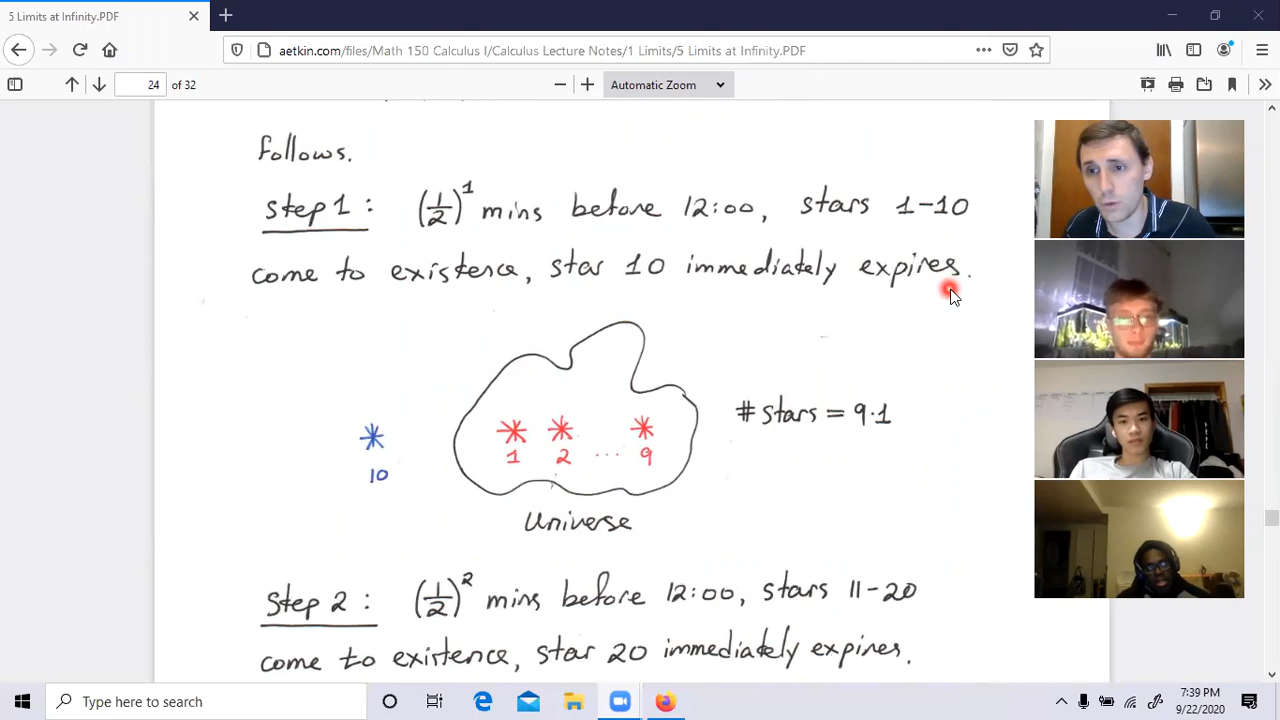 5 Limits at Infinity.PDF
aetkin.com/files/Math 150 Calculus I/Calculus Lecture Notes/1 Limits/5 Limits at Infinity.PDF
24 of 32
Automatic Zoom
follows.
Step 1 : (1/2)^1 mins before 12:00, stars 1-10
come to existence, star 10 immediately expires.
# stars = 9·1
1 2 ... 9
10
Universe
Step 2 : (1/2)^2 mins before 12:00, stars 11-20
come to existence, star 20 immediately expires.
Type here to search
7:39 PM
9/22/2020